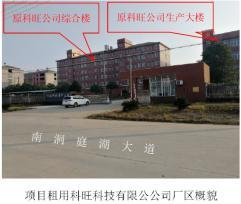 原科旺公司综合楼
原科旺公司生产大楼
南洞庭湖大道
项目租用科旺科技有限公公司厂区概貌